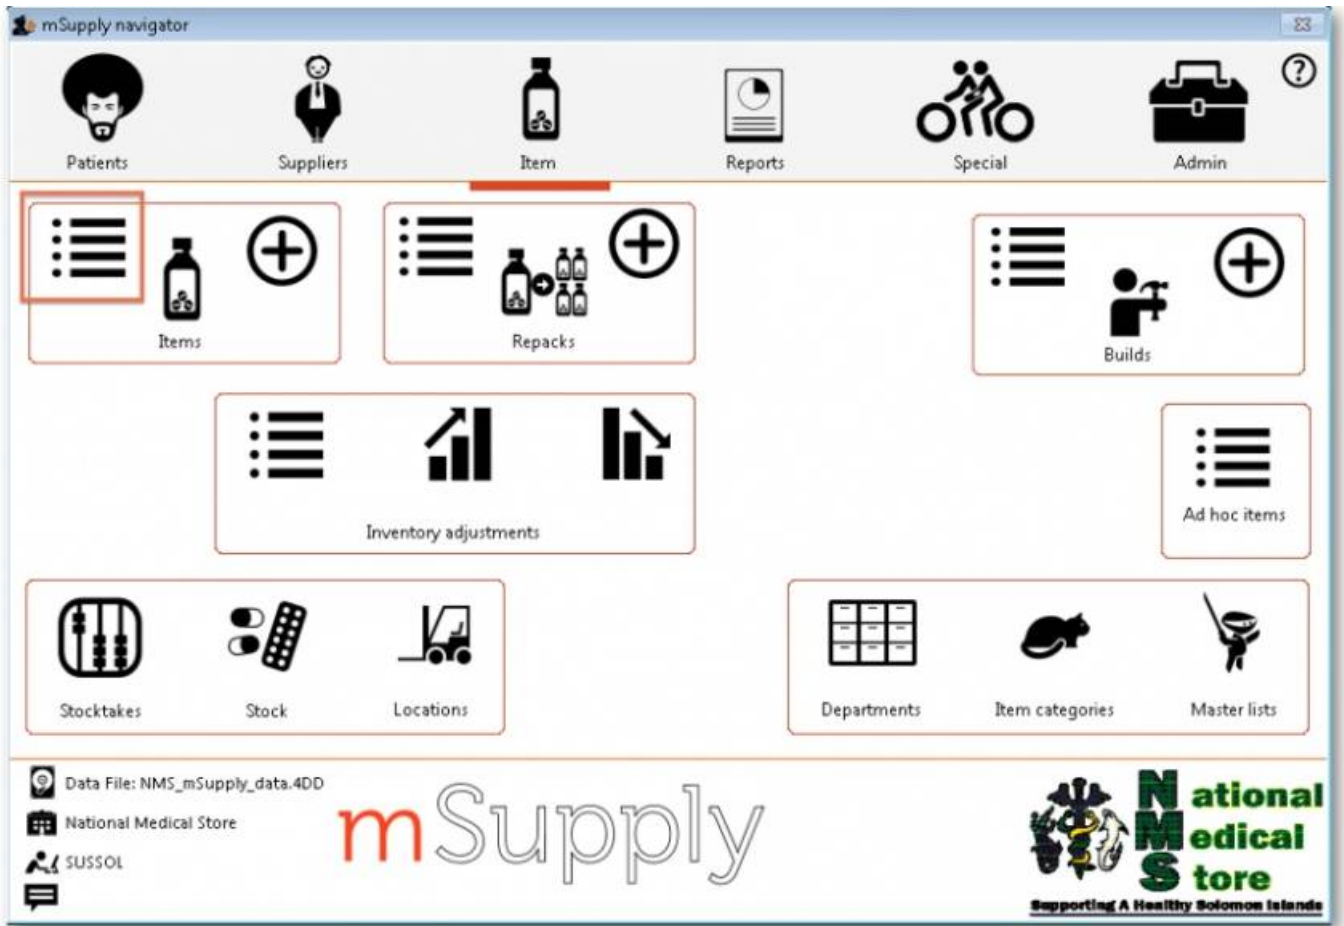 mSupply navigator
Patients
Suppliers
Item
Reports
Special
Admin
?
Items
Repacks
Builds
Inventory adjustments
Ad hoc items
Stocktakes
Stock
Locations
Departments
Item categories
Master lists
Data File: NMS_mSupply_data.4DD
National Medical Store
SUSSOL
mSupply
National
Medical
Store
Supporting A Healthy Solomon Islands